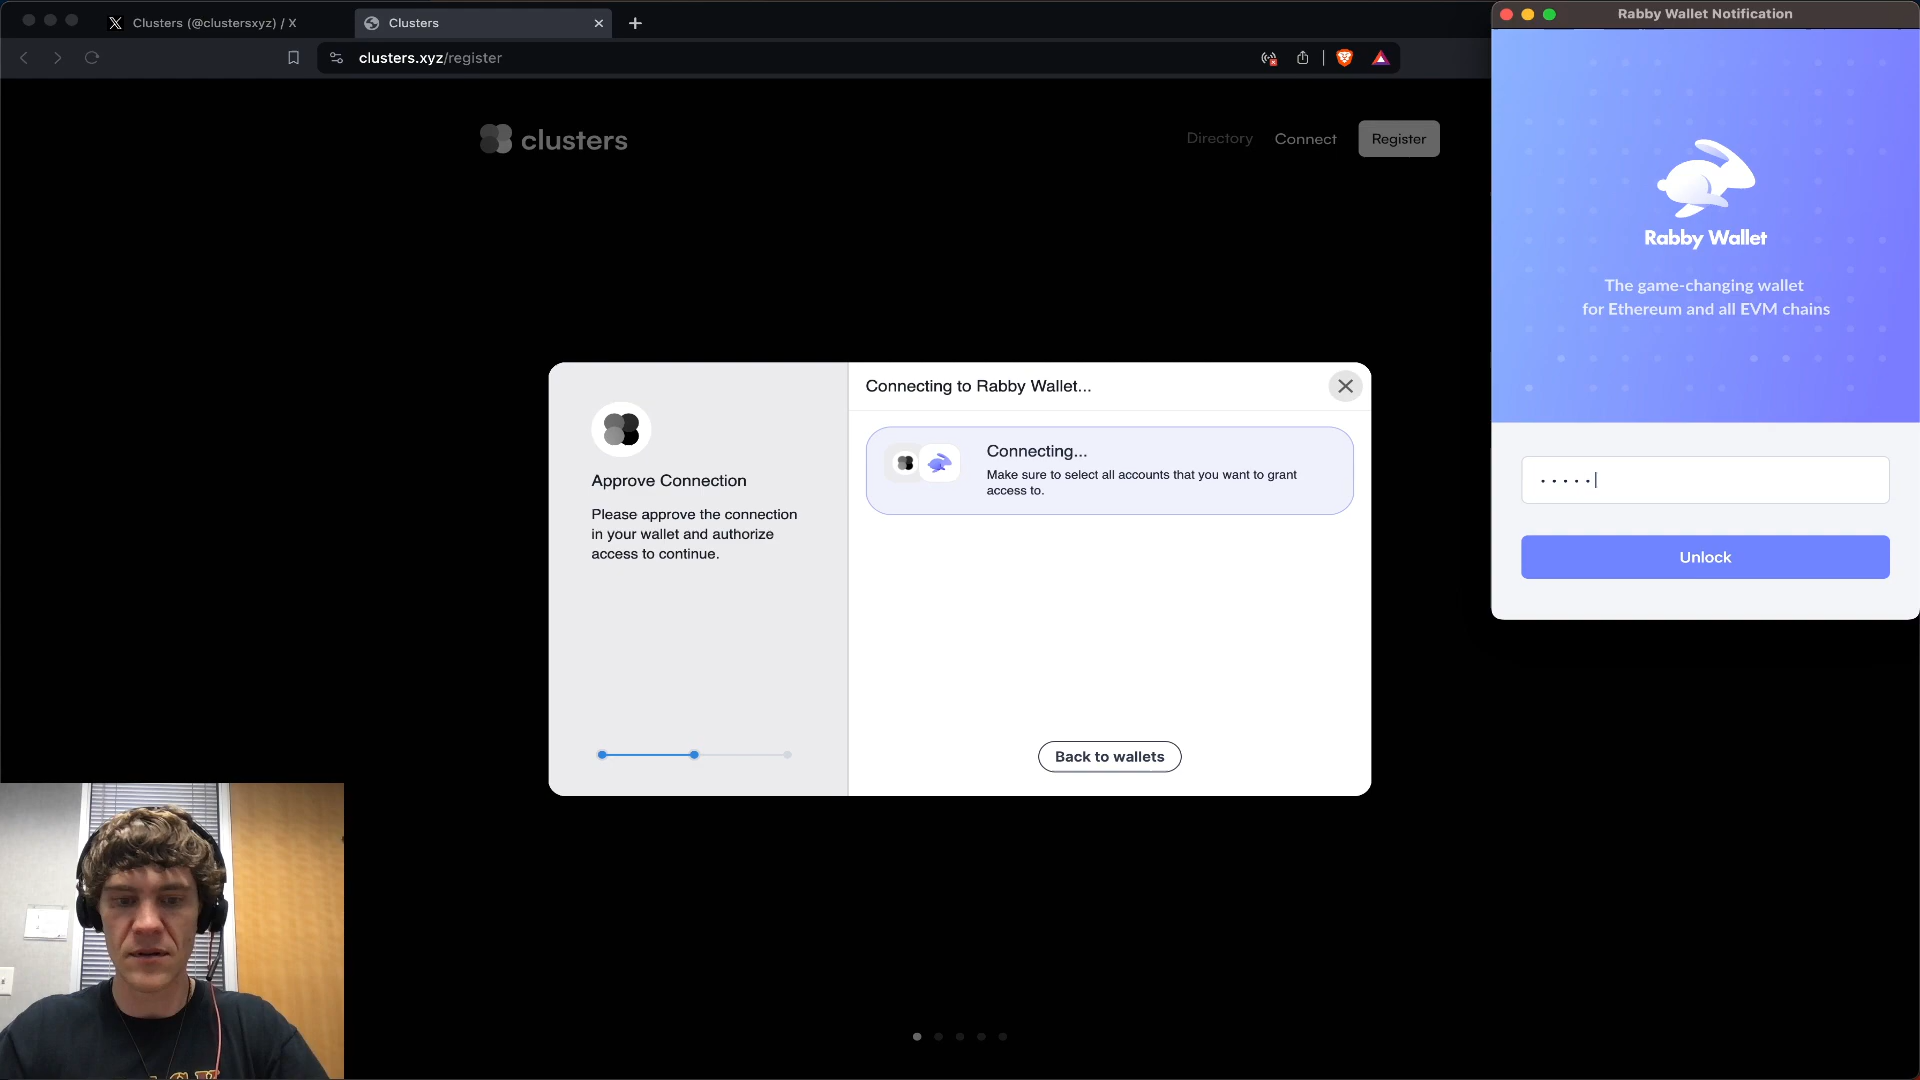 Clusters (@clustersxyz) / X
Clusters
clusters.xyz/register
clusters
Directory
Connect
Register
Approve Connection
Please approve the connection
in your wallet and authorize
access to continue.
Connecting to Rabby Wallet...
Connecting...
Make sure to select all accounts that you want to grant
access to.
Back to wallets
Rabby Wallet Notification
Rabby Wallet
The game-changing wallet
for Ethereum and all EVM chains
Unlock